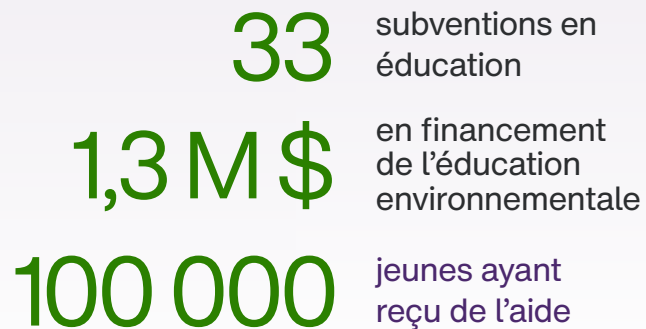 33
subventions en
éducation
1,3 M $
en financement
de l’éducation
environnementale
100 000
jeunes ayant
reçu de l’aide